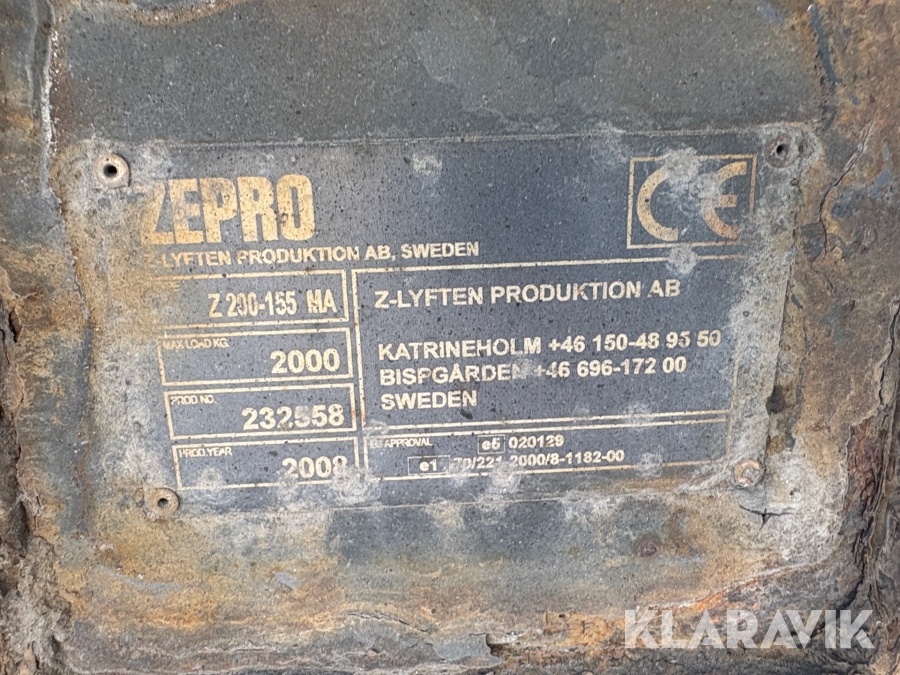 ZEPRO
CE
Z-LYFTEN PRODUKTION AB, SWEDEN
Z 200-155 MA
MAX LOAD KG.
2000
PROD NO.
232558
PROD. YEAR
2008
Z-LYFTEN PRODUKTION AB
KATRINEHOLM +46 150-48 95 50
BISPGÅRDEN +46 696-172 00
SWEDEN
APPROVAL e5 020129
e1 70/221 2000/8-1182-00
KLARAVIK